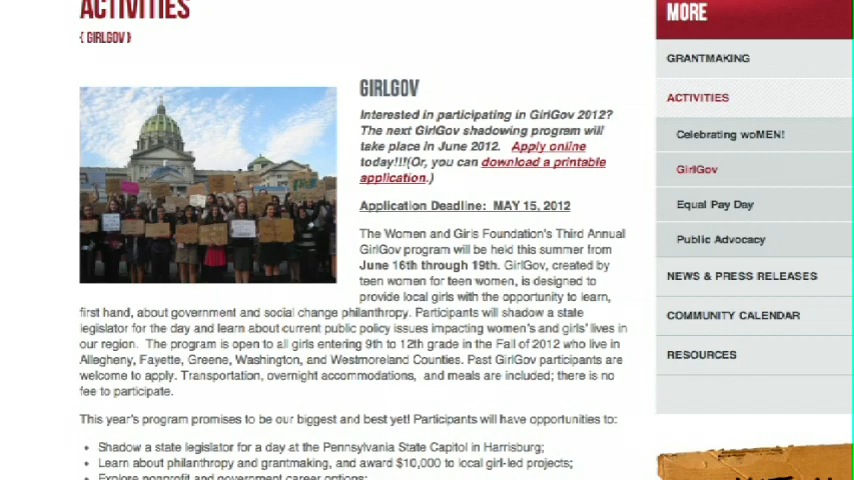 ACTIVITIES
{ GIRLGOV }
GIRLGOV
Interested in participating in GirlGov 2012?
The next GirlGov shadowing program will
take place in June 2012. Apply online
today!!!(Or, you can download a printable
application.)
Application Deadline: MAY 15, 2012
The Women and Girls Foundation's Third Annual
GirlGov program will be held this summer from
June 16th through 19th. GirlGov, created by
teen women for teen women, is designed to
provide local girls with the opportunity to learn,
first hand, about government and social change philanthropy. Participants will shadow a state
legislator for the day and learn about current public policy issues impacting women's and girls' lives in
our region. The program is open to all girls entering 9th to 12th grade in the Fall of 2012 who live in
Allegheny, Fayette, Greene, Washington, and Westmoreland Counties. Past GirlGov participants are
welcome to apply. Transportation, overnight accommodations, and meals are included; there is no
fee to participate.
This year's program promises to be our biggest and best yet! Participants will have opportunities to:
• Shadow a state legislator for a day at the Pennsylvania State Capitol in Harrisburg;
• Learn about philanthropy and grantmaking, and award $10,000 to local girl-led projects;
• Explore nonprofit and government career options;
MORE
GRANTMAKING
ACTIVITIES
Celebrating woMEN!
GirlGov
Equal Pay Day
Public Advocacy
NEWS & PRESS RELEASES
COMMUNITY CALENDAR
RESOURCES